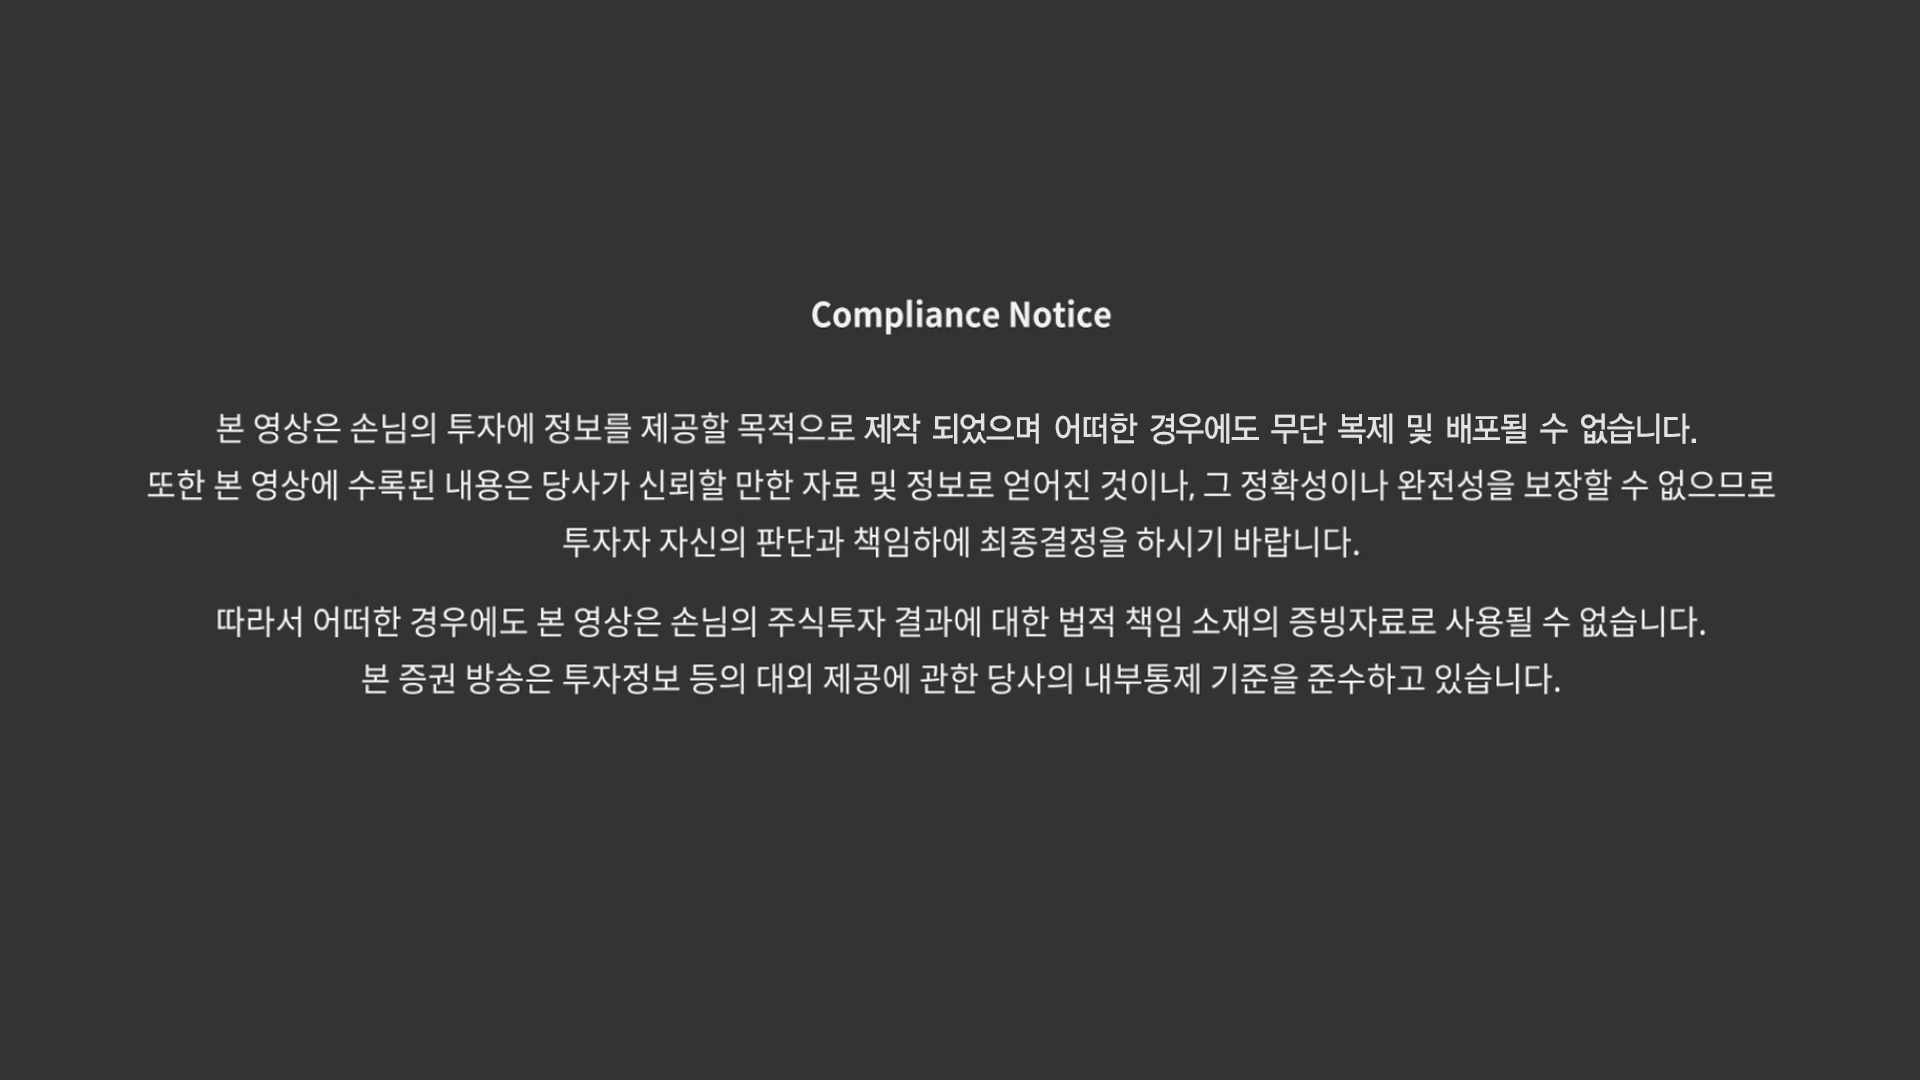 Compliance Notice
본 영상은 손님의 투자에 정보를 제공할 목적으로 제작 되었으며 어떠한 경우에도 무단 복제 및 배포될 수 없습니다.
또한 본 영상에 수록된 내용은 당사가 신뢰할 만한 자료 및 정보로 얻어진 것이나, 그 정확성이나 완전성을 보장할 수 없으므로
투자자 자신의 판단과 책임하에 최종결정을 하시기 바랍니다.
따라서 어떠한 경우에도 본 영상은 손님의 주식투자 결과에 대한 법적 책임 소재의 증빙자료로 사용될 수 없습니다.
본 증권 방송은 투자정보 등의 대외 제공에 관한 당사의 내부통제 기준을 준수하고 있습니다.